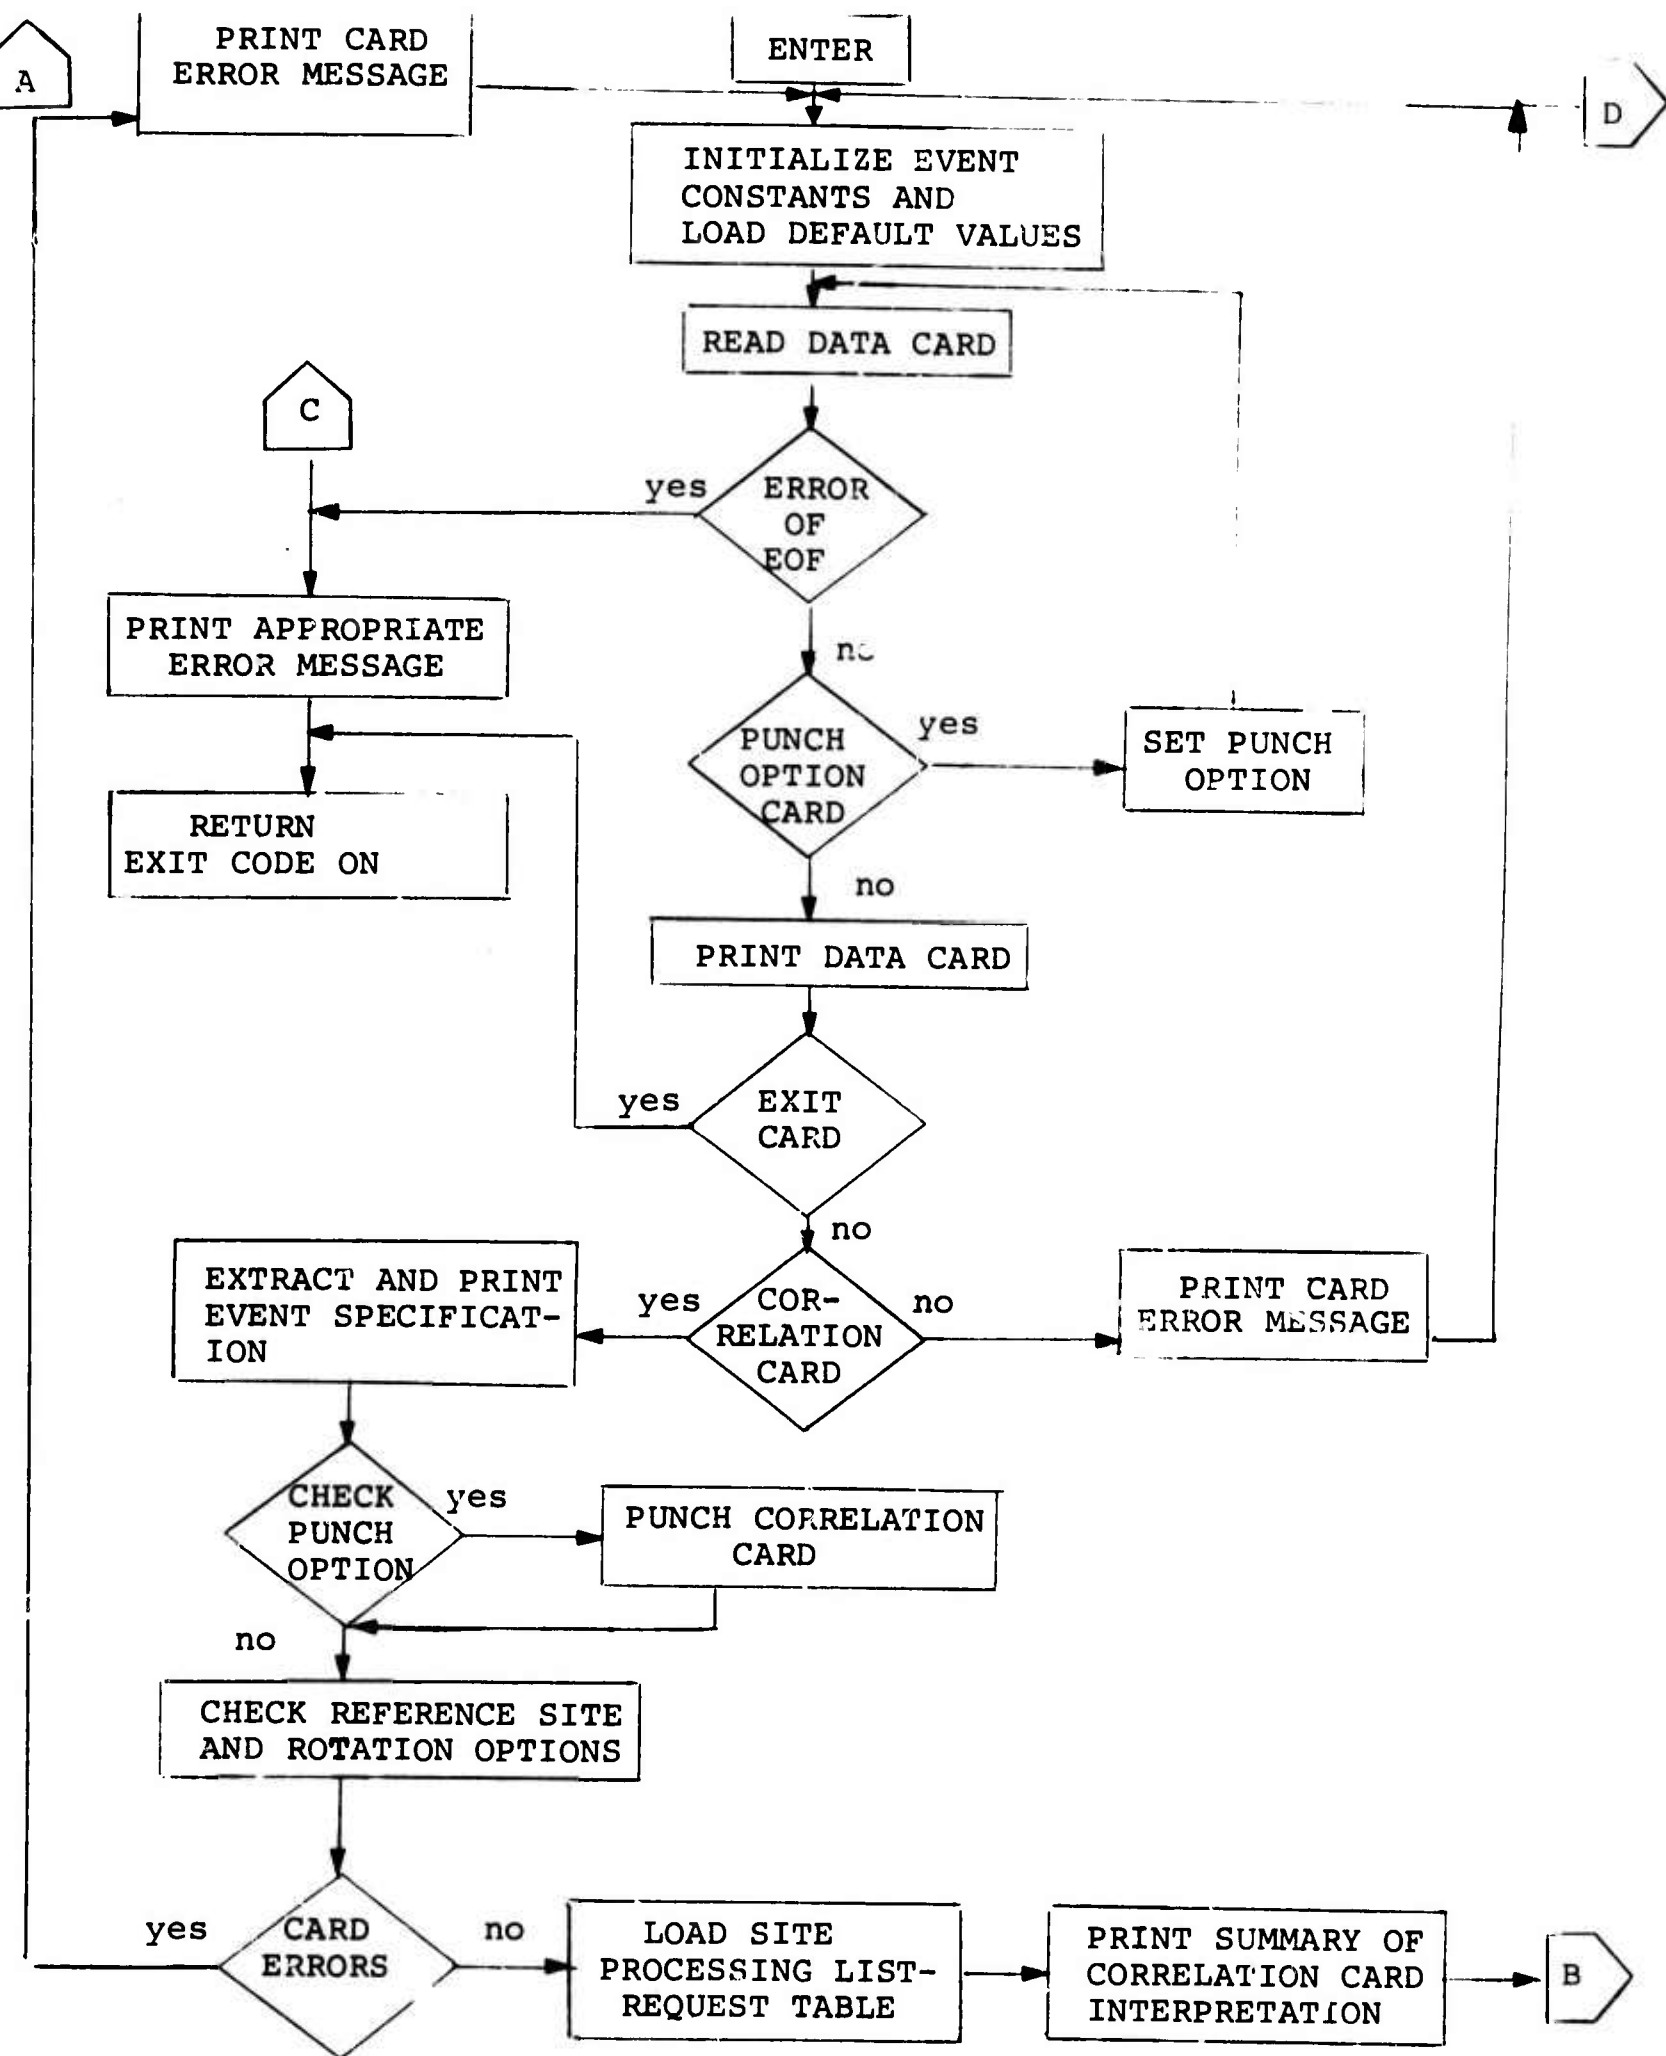 A
PRINT CARD
ERROR MESSAGE
ENTER
D
INITIALIZE EVENT
CONSTANTS AND
LOAD DEFAULT VALUES
READ DATA CARD
C
yes
ERROR
OF
EOF
no
PRINT APPROPRIATE
ERROR MESSAGE
PUNCH
OPTION
CARD
yes
SET PUNCH
OPTION
RETURN
EXIT CODE ON
no
PRINT DATA CARD
yes
EXIT
CARD
no
EXTRACT AND PRINT
EVENT SPECIFICAT-
ION
yes
COR-
RELATION
CARD
no
PRINT CARD
ERROR MESSAGE
CHECK
PUNCH
OPTION
yes
PUNCH CORRELATION
CARD
no
CHECK REFERENCE SITE
AND ROTATION OPTIONS
yes
CARD
ERRORS
no
LOAD SITE
PROCESSING LIST-
REQUEST TABLE
PRINT SUMMARY OF
CORRELATION CARD
INTERPRETATION
B